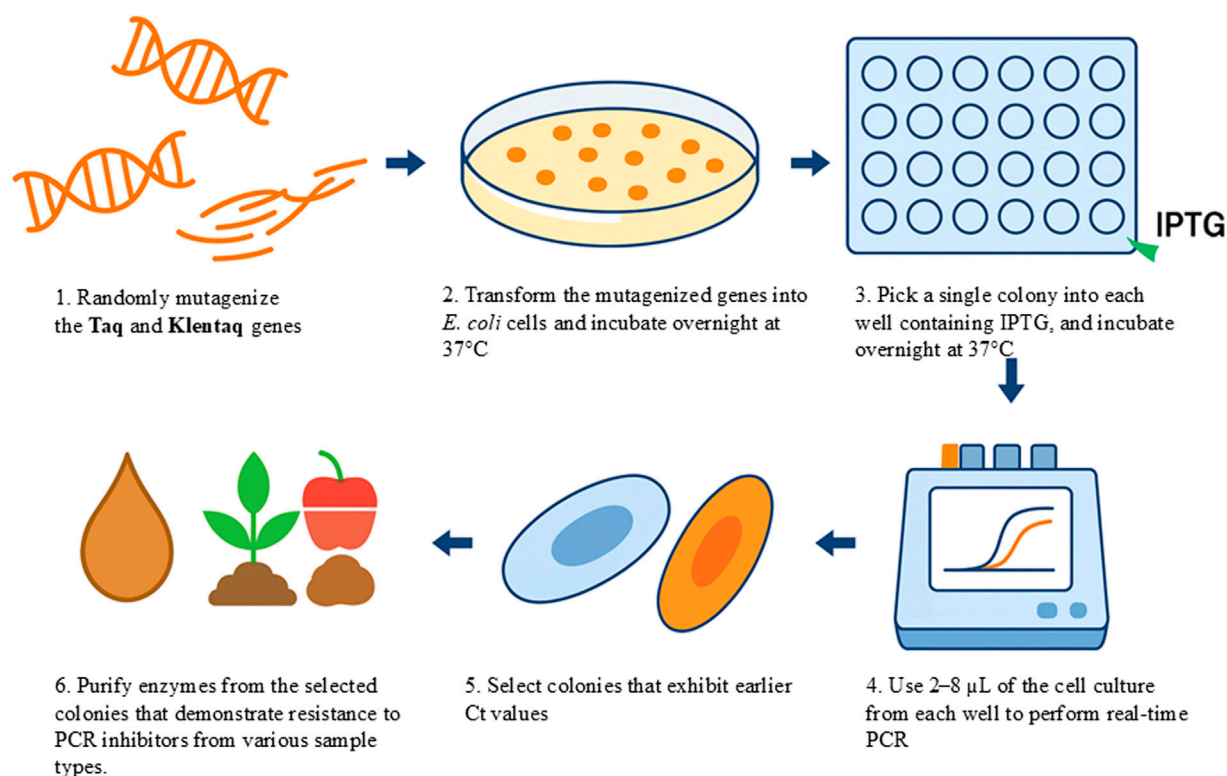 IPTG
1. Randomly mutagenize
the Taq and Klentaq genes
2. Transform the mutagenized genes into
E. coli cells and incubate overnight at
37°C
3. Pick a single colony into each
well containing IPTG, and incubate
overnight at 37°C
4. Use 2–8 µL of the cell culture
from each well to perform real-time
PCR
5. Select colonies that exhibit earlier
Ct values
6. Purify enzymes from the selected
colonies that demonstrate resistance to
PCR inhibitors from various sample
types.